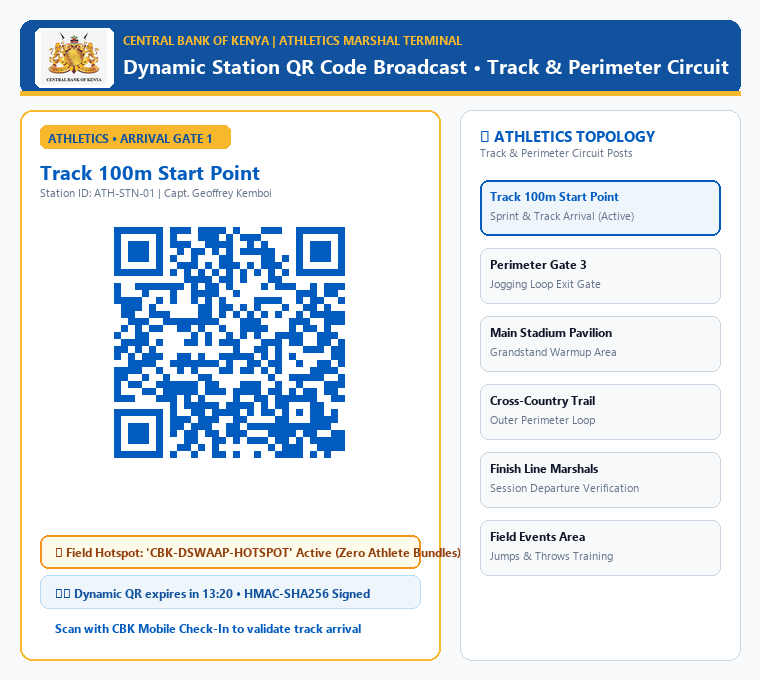 CENTRAL BANK OF KENYA
CENTRAL BANK OF KENYA | ATHLETICS MARSHAL TERMINAL
Dynamic Station QR Code Broadcast • Track & Perimeter Circuit
ATHLETICS • ARRIVAL GATE 1
Track 100m Start Point
Station ID: ATH-STN-01 | Capt. Geoffrey Kemboi
Field Hotspot: 'CBK-DSWAAP-HOTSPOT' Active (Zero Athlete Bundles)
Dynamic QR expires in 13:20 • HMAC-SHA256 Signed
Scan with CBK Mobile Check-In to validate track arrival
ATHLETICS TOPOLOGY
Track & Perimeter Circuit Posts
Track 100m Start Point
Sprint & Track Arrival (Active)
Perimeter Gate 3
Jogging Loop Exit Gate
Main Stadium Pavilion
Grandstand Warmup Area
Cross-Country Trail
Outer Perimeter Loop
Finish Line Marshals
Session Departure Verification
Field Events Area
Jumps & Throws Training